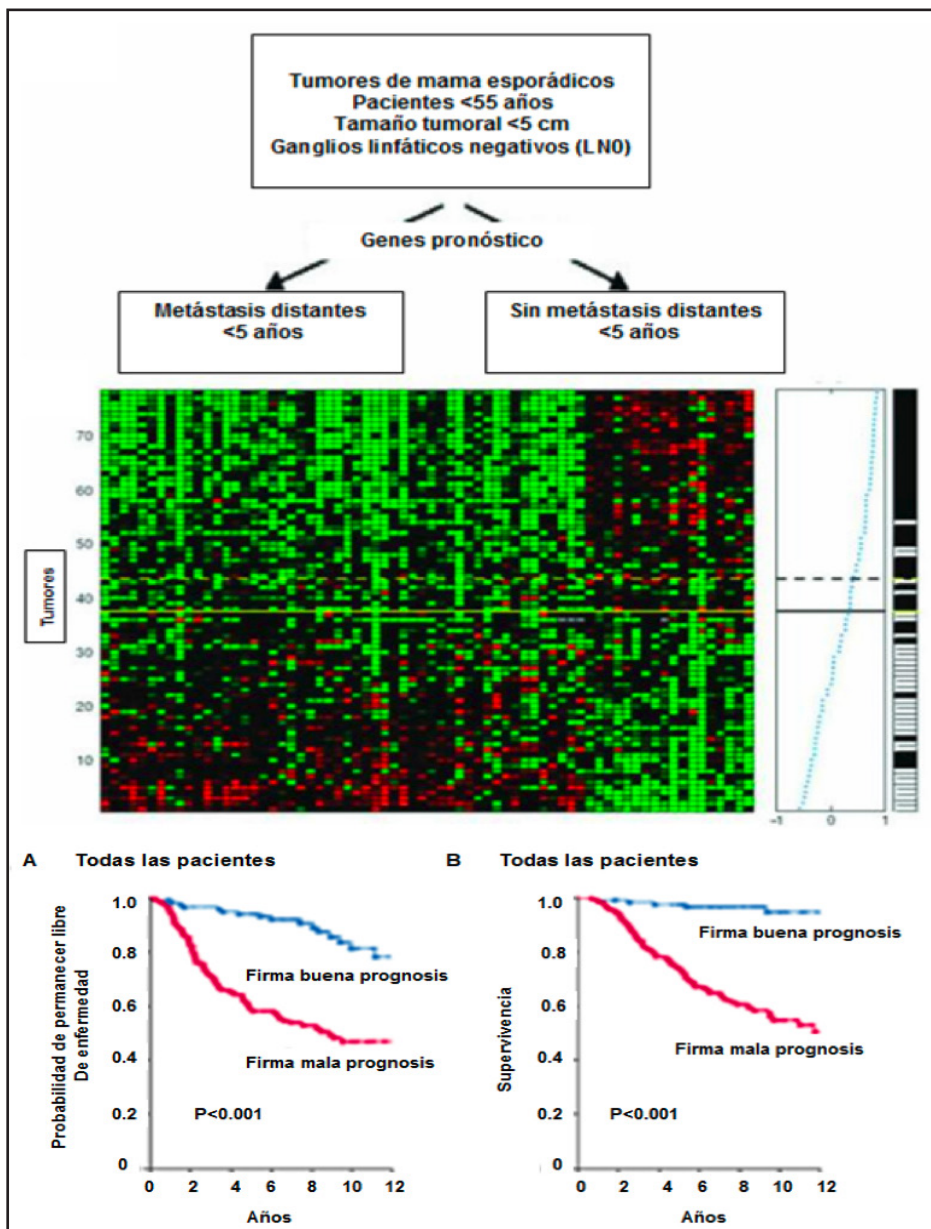 Tumores de mama esporádicos
Pacientes <55 años
Tamaño tumoral <5 cm
Ganglios linfáticos negativos (LN0)
Genes pronóstico
Metástasis distantes
<5 años
Sin metástasis distantes
<5 años
Tumores
70
60
50
40
30
20
10
-1
0
1
A Todas las pacientes
Probabilidad de permanecer libre
De enfermedad
1.0
0.8
0.6
0.4
0.2
0
Firma buena prognosis
Firma mala prognosis
P<0.001
0 2 4 6 8 10 12
Años
B Todas las pacientes
Supervivencia
1.0
0.8
0.6
0.4
0.2
0
Firma buena prognosis
Firma mala prognosis
P<0.001
0 2 4 6 8 10 12
Años